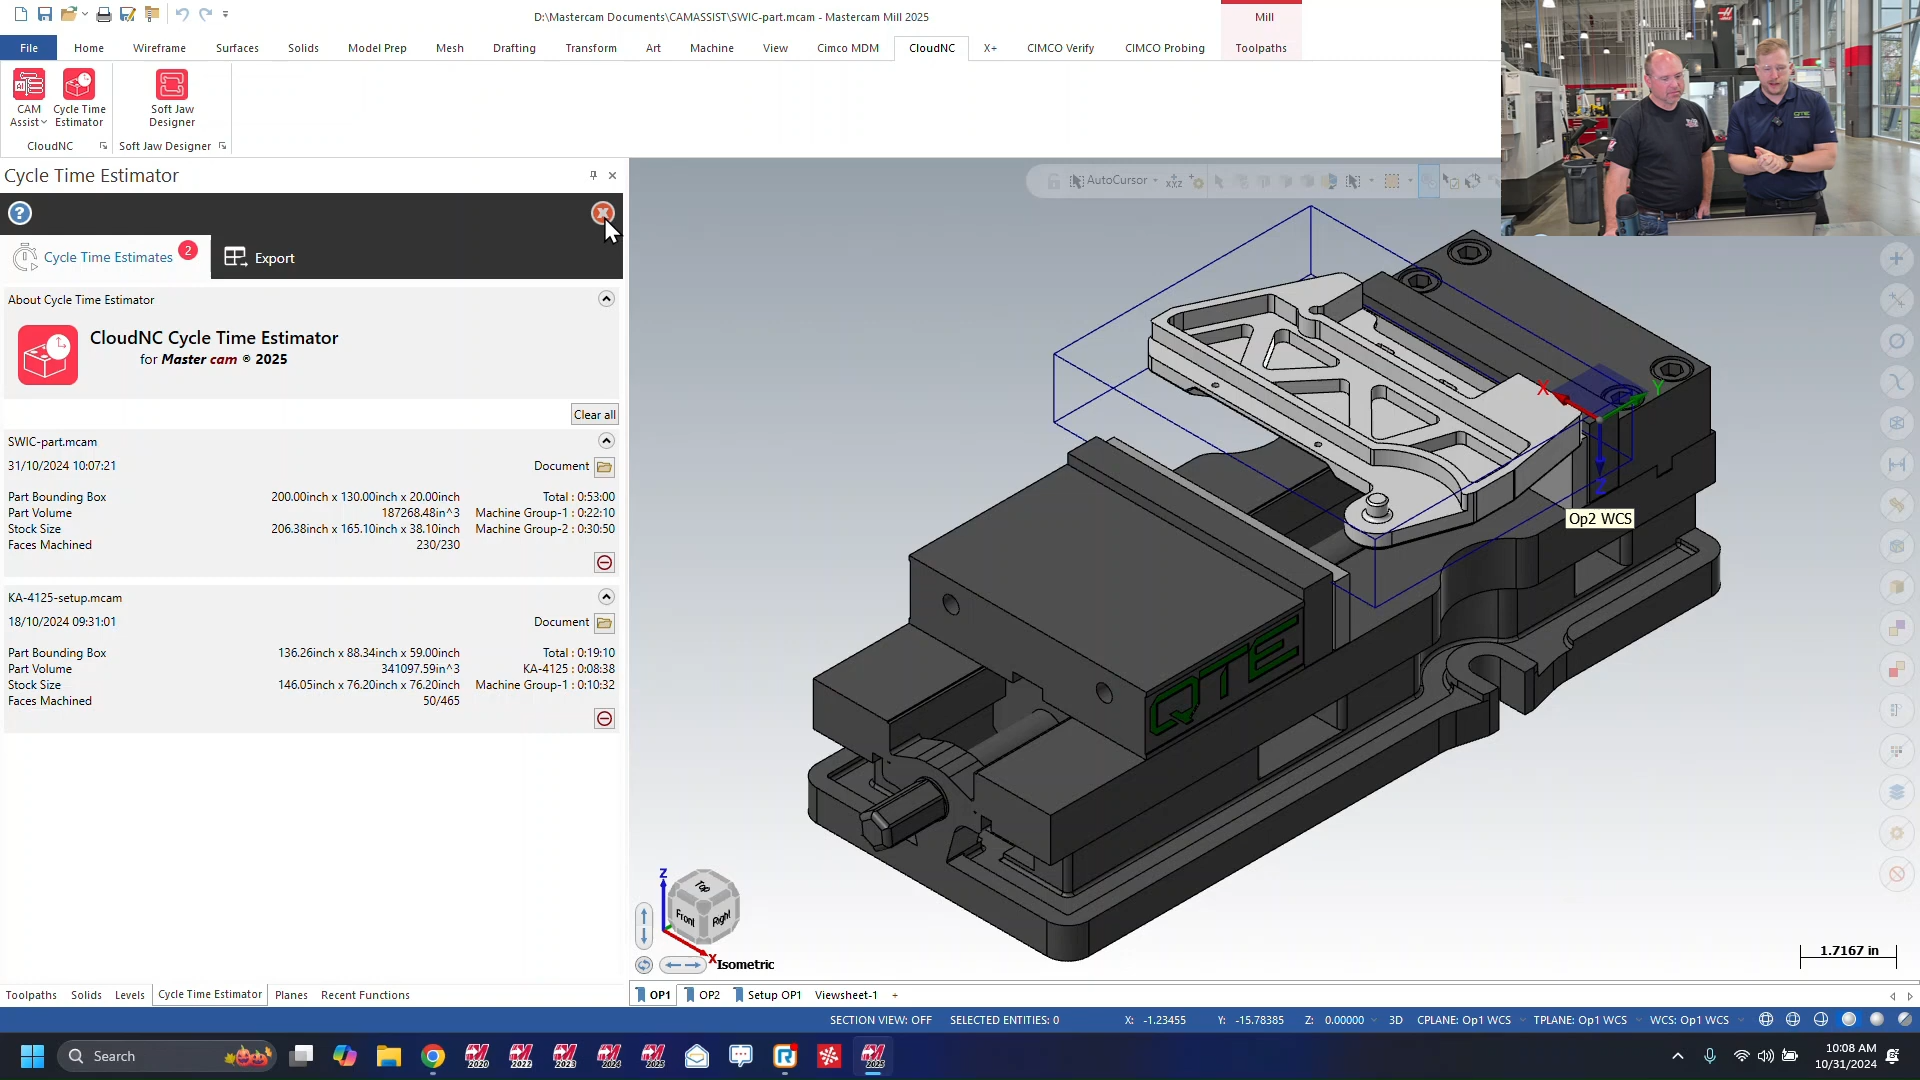 D:\Mastercam Documents\CAMASSIST\SWIC-part.mcam - Mastercam Mill 2025
Mill
File Home Wireframe Surfaces Solids Model Prep Mesh Drafting Transform Art Machine View Cimco MDM CloudNC X+ CIMCO Verify CIMCO Probing Toolpaths
AI
CAM Assist
Cycle Time Estimator
Soft Jaw Designer
CloudNC
Soft Jaw Designer
Cycle Time Estimator
?
Cycle Time Estimates 2
Export
About Cycle Time Estimator
CloudNC Cycle Time Estimator
for Mastercam ® 2025
Clear all
SWIC-part.mcam
31/10/2024 10:07:21 Document
Part Bounding Box 200.00inch x 130.00inch x 20.00inch Total : 0:53:00
Part Volume 187268.48in^3 Machine Group-1 : 0:22:10
Stock Size 206.38inch x 165.10inch x 38.10inch Machine Group-2 : 0:30:50
Faces Machined 230/230
KA-4125-setup.mcam
18/10/2024 09:31:01 Document
Part Bounding Box 136.26inch x 88.34inch x 59.00inch Total : 0:19:10
Part Volume 341097.59in^3 KA-4125 : 0:08:38
Stock Size 146.05inch x 76.20inch x 76.20inch Machine Group-1 : 0:10:32
Faces Machined 50/465
AutoCursor
X Y
Z
Op2 WCS
QTE
Z
Top
Front Right
X
Isometric
1.7167 in
Toolpaths Solids Levels Cycle Time Estimator Planes Recent Functions
OP1 OP2 Setup OP1 Viewsheet-1 +
SECTION VIEW: OFF SELECTED ENTITIES: 0 X: -1.23455 Y: -15.78385 Z: 0.00000 3D CPLANE: Op1 WCS TPLANE: Op1 WCS WCS: Op1 WCS
Search
2020 2022 2023 2024 2025
2025
10:08 AM
10/31/2024